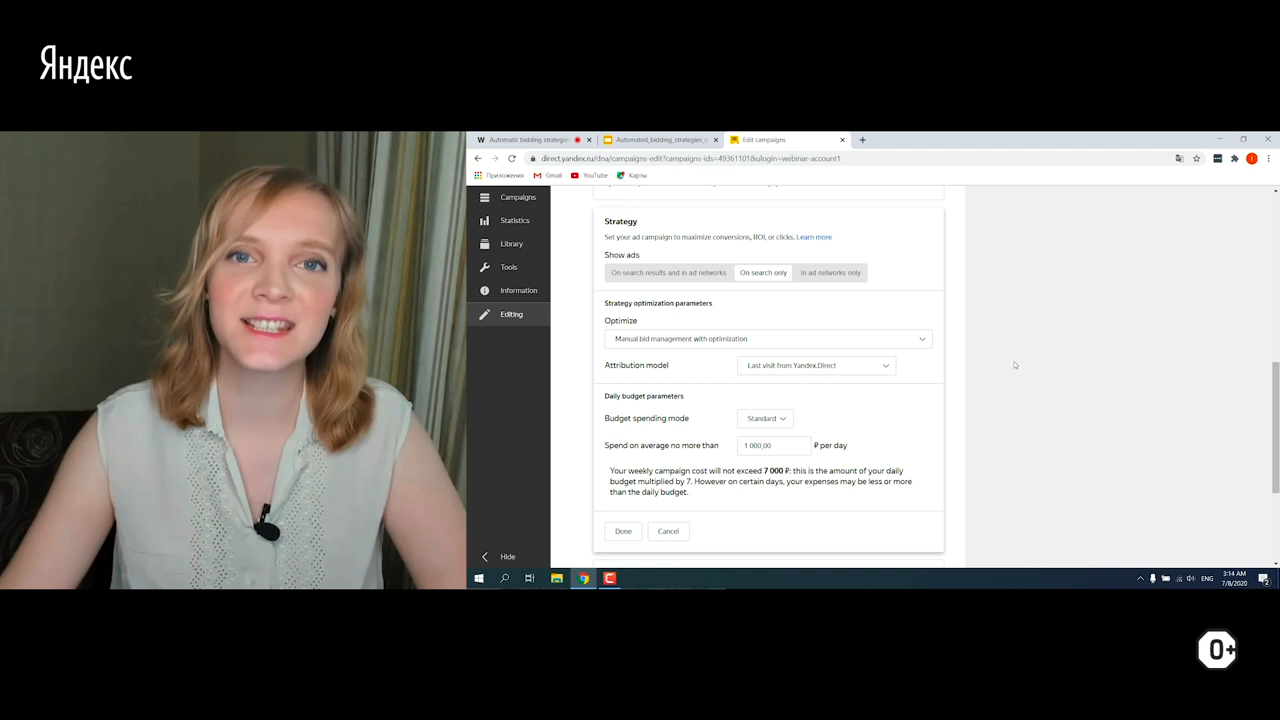 Яндекс
Automatic bidding strategies
Automated_bidding_strategies_w
Edit campaigns
direct.yandex.ru/dna/campaigns-edit?campaigns-ids=49361101&ulogin=webinar-account1
Приложения
Gmail
YouTube
Карты
Campaigns
Statistics
Library
Tools
Information
Editing
Hide
Strategy
Set your ad campaign to maximize conversions, ROI, or clicks. Learn more
Show ads
On search results and in ad networks
On search only
In ad networks only
Strategy optimization parameters
Optimize
Manual bid management with optimization
Attribution model
Last visit from Yandex.Direct
Daily budget parameters
Budget spending mode
Standard
Spend on average no more than
1 000,00
₽ per day
Your weekly campaign cost will not exceed 7 000 ₽: this is the amount of your daily
budget multiplied by 7. However on certain days, your expenses may be less or more
than the daily budget.
Done
Cancel
ENG
3:14 AM
7/8/2020
0+